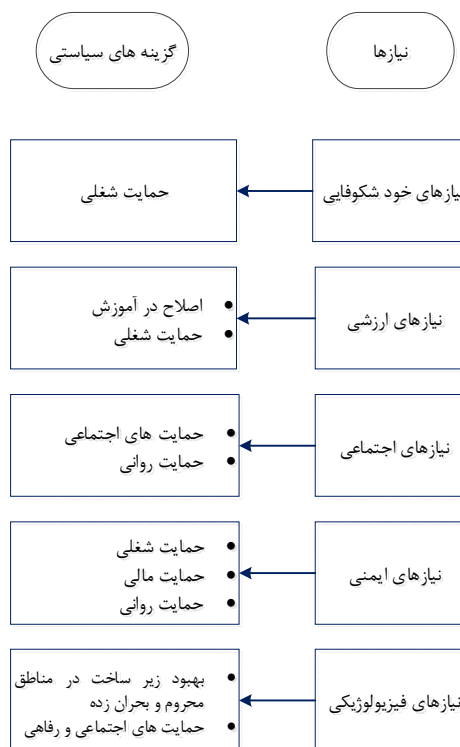 نیازها
گزینه های سیاستی
نیازهای خود شکوفایی
حمایت شغلی
نیازهای ارزشی
• اصلاح در آموزش
• حمایت شغلی
نیازهای اجتماعی
• حمایت های اجتماعی
• حمایت روانی
نیازهای ایمنی
• حمایت شغلی
• حمایت مالی
• حمایت روانی
نیازهای فیزیولوژیکی
• بهبود زیر ساخت در مناطق
محروم و بحران زده
• حمایت های اجتماعی و رفاهی